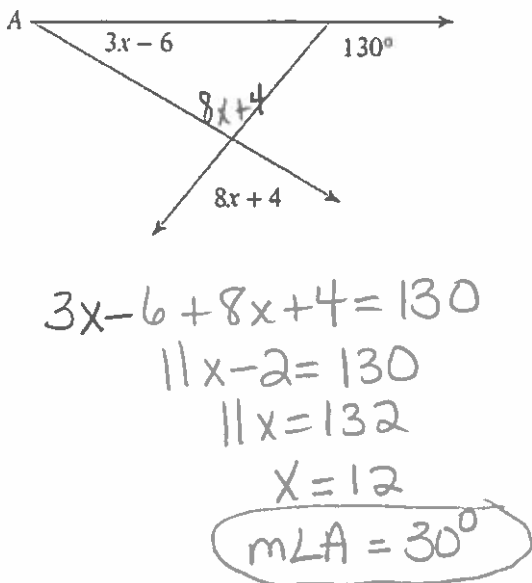 A
3x – 6
130°
8x+4
8x + 4
3x-6+8x+4=130
11x-2=130
11x=132
x=12
m∠A=30°